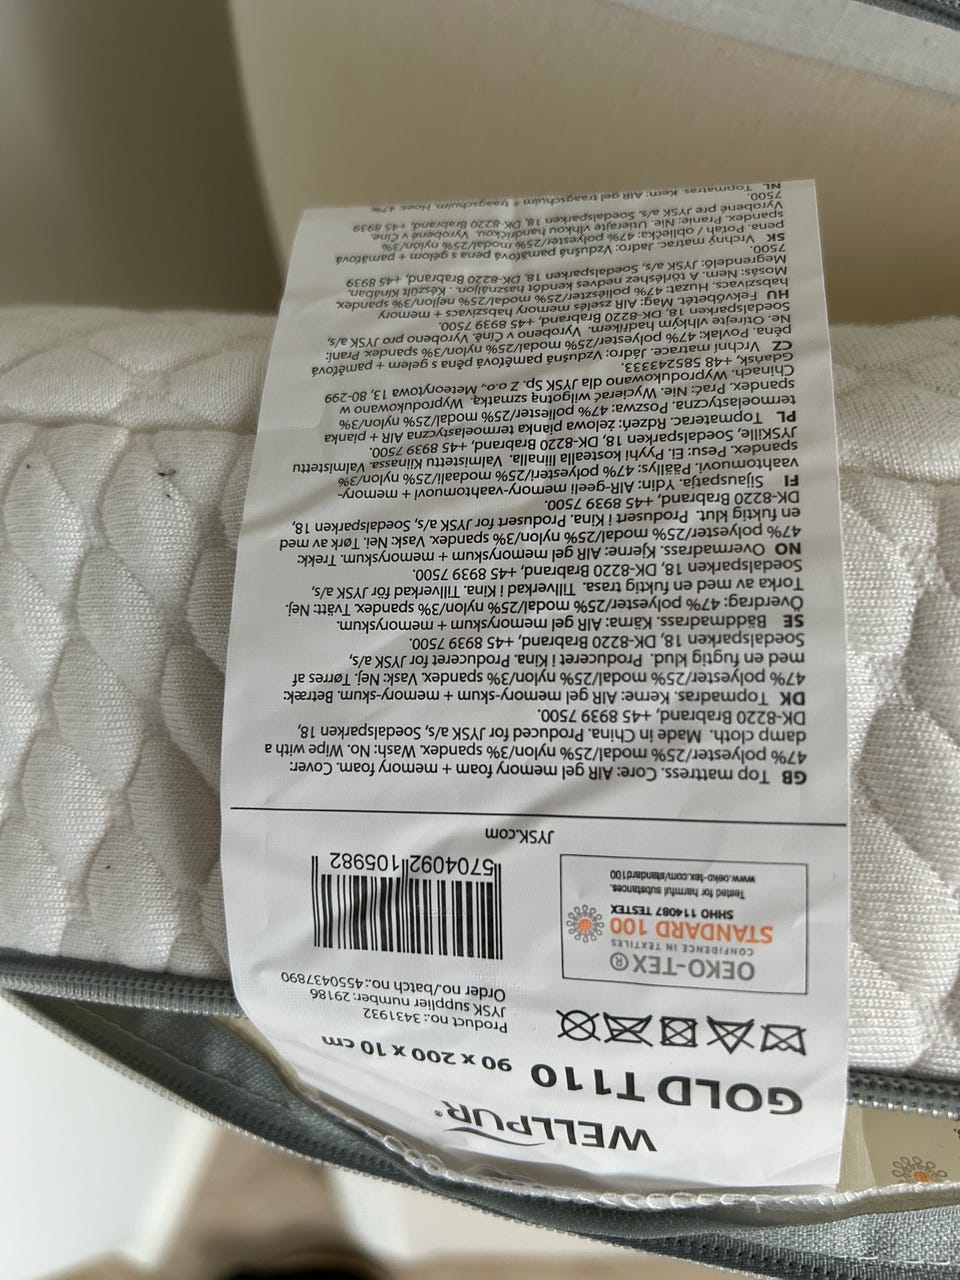 WELLPUR®
GOLD T110 90 x 200 x 10 cm
Product no.: 3431932
JYSK supplier number: 29186
Order no./batch no.:4550437890
OEKO-TEX®
CONFIDENCE IN TEXTILES
STANDARD 100
SHHO 114087 TESTEX
Tested for harmful substances.
www.oeko-tex.com/standard100
5704092105982
JYSK.com
GB Top mattress. Core: AIR gel memory foam + memory foam. Cover:
47% polyester/25% modal/25% nylon/3% spandex. Wash: No. Wipe with a
damp cloth. Made in China. Produced for JYSK a/s, Soedalsparken 18,
DK-8220 Brabrand, +45 8939 7500.
DK Topmadras. Kerne: AIR gel memory-skum + memory-skum. Betræk:
47% polyester/25% modal/25% nylon/3% spandex. Vask: Nej. Tørres af
med en fugtig klud. Produceret i Kina. Produceret for JYSK a/s,
Soedalsparken 18, DK-8220 Brabrand, +45 8939 7500.
SE Bäddmadrass. Kärna: AIR gel memoryskum + memoryskum.
Överdrag: 47% polyester/25% modal/25% nylon/3% spandex. Tvätt: Nej.
Torka av med en fuktig trasa. Tillverkad i Kina. Tillverkad för JYSK a/s,
Soedalsparken 18, DK-8220 Brabrand, +45 8939 7500.
NO Overmadrass. Kjerne: AIR gel memoryskum + memoryskum. Trekk:
47% polyester/25% modal/25% nylon/3% spandex. Vask: Nei. Tørk av med
en fuktig klut. Produsert i Kina. Produsert for JYSK a/s, Soedalsparken 18,
DK-8220 Brabrand, +45 8939 7500.
FI Sijauspatja. Ydin: AIR-geeli memory-vaahtomuovi + memory-
vaahtomuovi. Päällys: 47% polyesteri/25% modaali/25% nylon/3%
spandex. Pesu: Ei. Pyyhi kostealla liinalla. Valmistettu Kiinassa. Valmistettu
JYSKille, Soedalsparken 18, DK-8220 Brabrand, +45 8939 7500.
PL Topmaterac. Rdzeń: żelowa pianka termoelastyczna AIR + pianka
termoelastyczna. Poszwa: 47% poliester/25% modal/25% nylon/3%
spandex. Prać: Nie. Wycierać wilgotną szmatką. Wyprodukowano w
Chinach. Wyprodukowano dla JYSK Sp. Z o.o., Meteorytowa 13, 80-299
Gdańsk, +48 585243333.
CZ Vrchní matrace. Jádro: Vzdušná paměťová pěna s gelem + paměťová
pěna. Povlak: 47% polyester/25% modal/25% nylon/3% spandex. Praní:
Ne. Otřejte vlhkým hadříkem. Vyrobeno v Číně. Vyrobeno pro JYSK a/s,
Soedalsparken 18, DK-8220 Brabrand, +45 8939 7500.
HU Fekvőbetét. Mag: AIR zselés memory habszivacs + memory
habszivacs. Huzat: 47% poliészter/25% modal/25% nejlon/3% spandex.
Mosás: Nem. A törléshez nedves kendőt használjon. . Készült Kínában.
Megrendelő: JYSK a/s, Soedalsparken 18, DK-8220 Brabrand, +45 8939
7500.
SK Vrchný matrac. Jadro: Vzdušná pamäťová pena s gélom + pamäťová
pena. Poťah / obliečka: 47% polyester/25% modal/25% nylón/3%
spandex. Pranie: Nie. Utierajte vlhkou handričkou. Vyrobené v Číne.
Vyrobené pre JYSK a/s, Soedalsparken 18, DK-8220 Brabrand, +45 8939
7500.
NL Topmatras. Kern: AIR gel traagschuim + traagschuim. Hoes: 47%